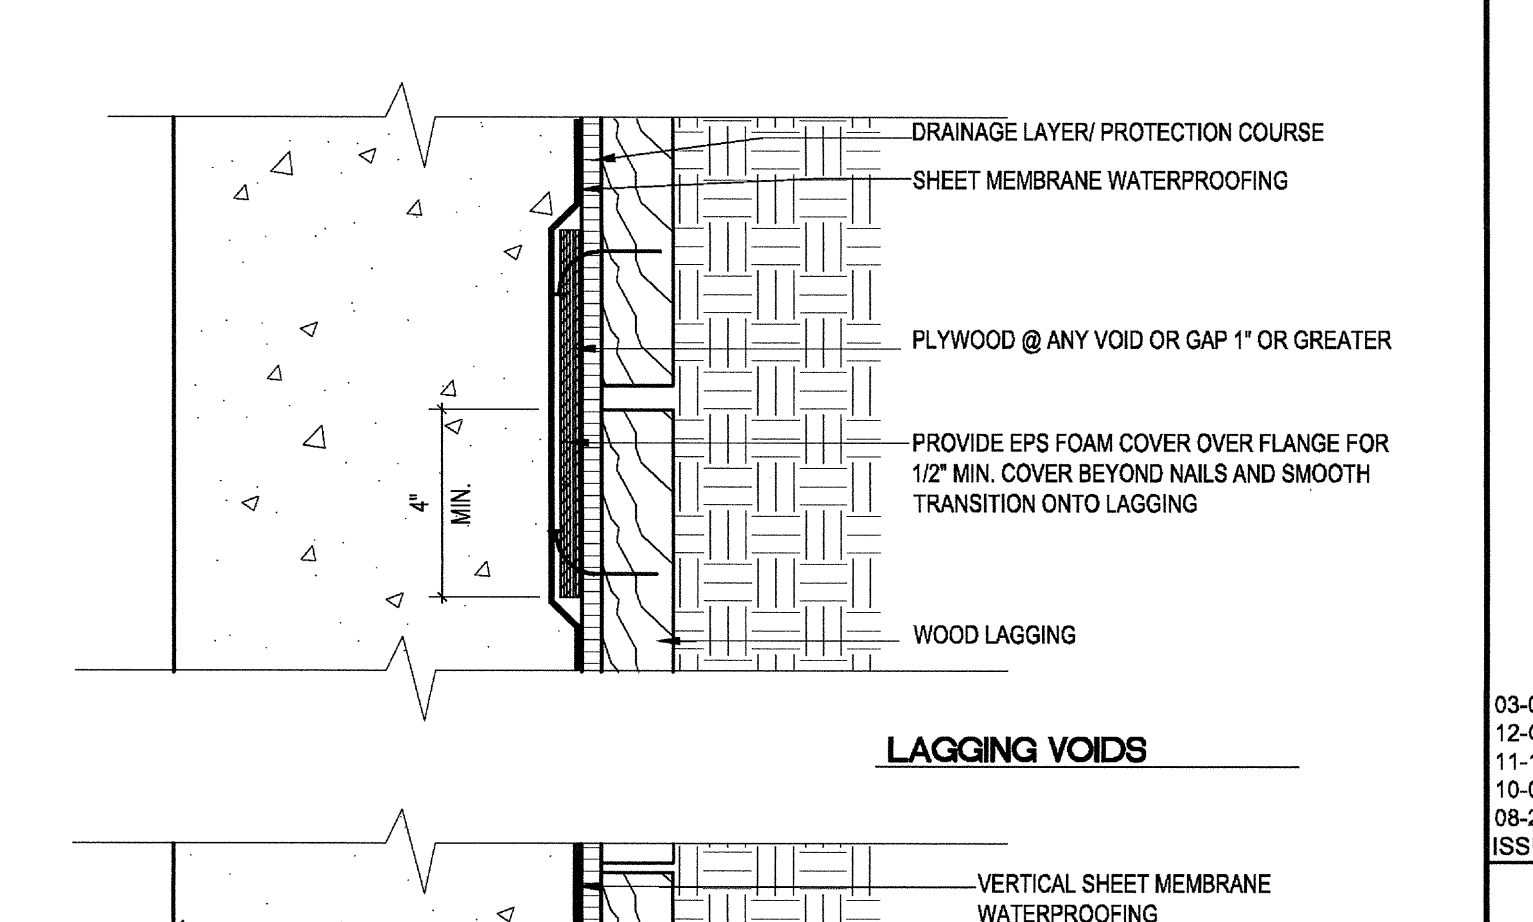 DRAINAGE LAYER/ PROTECTION COURSE
SHEET MEMBRANE WATERPROOFING
PLYWOOD @ ANY VOID OR GAP 1" OR GREATER
PROVIDE EPS FOAM COVER OVER FLANGE FOR
1/2" MIN. COVER BEYOND NAILS AND SMOOTH
TRANSITION ONTO LAGGING
4"
MIN.
WOOD LAGGING
LAGGING VOIDS
VERTICAL SHEET MEMBRANE
WATERPROOFING